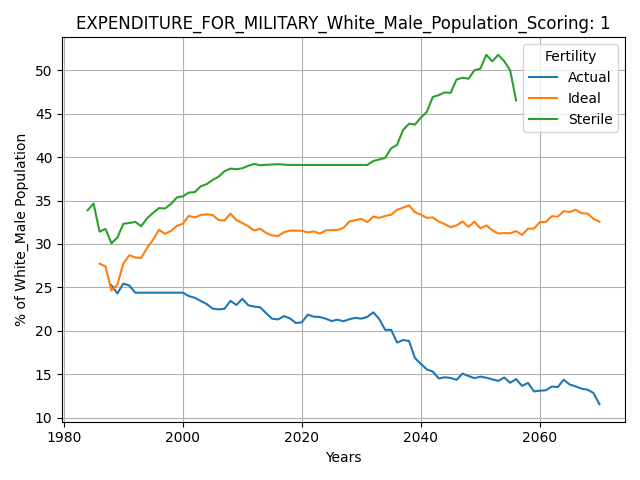 EXPENDITURE_FOR_MILITARY_White_Male_Population_Scoring: 1
% of White_Male Population
50
45
40
35
30
25
20
15
10
Fertility
Actual
Ideal
Sterile
1980
2000
2020
2040
2060
Years